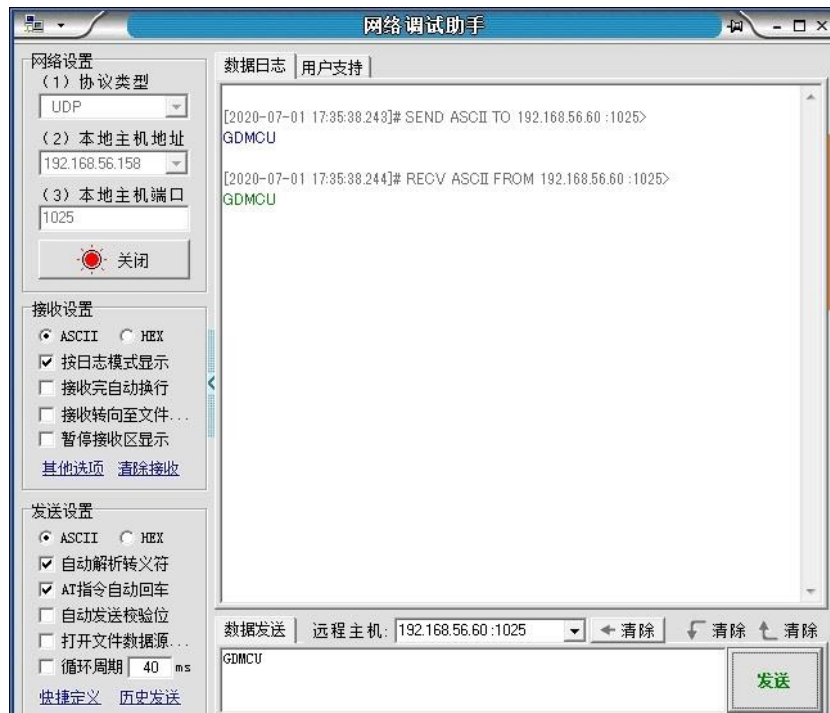 网络调试助手
网络设置
(1) 协议类型
UDP
(2) 本地主机地址
192.168.56.158
(3) 本地主机端口
1025
关闭
接收设置
ASCII HEX
按日志模式显示
接收完自动换行
接收转向至文件...
暂停接收区显示
其他选项 清除接收
发送设置
ASCII HEX
自动解析转义符
AT指令自动回车
自动发送校验位
打开文件数据源...
循环周期 40 ms
快捷定义 历史发送
数据日志 用户支持
[2020-07-01 17:35:38.243]# SEND ASCII TO 192.168.56.60 :1025>
GDMCU
[2020-07-01 17:35:38.244]# RECV ASCII FROM 192.168.56.60 :1025>
GDMCU
数据发送 远程主机: 192.168.56.60 :1025 清除 清除 清除
GDMCU
发送